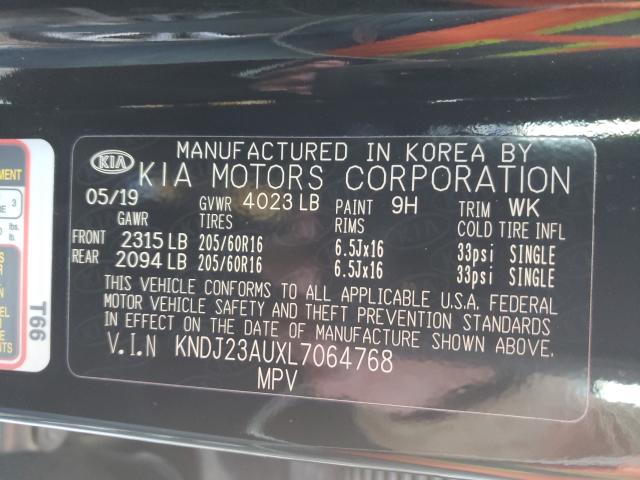 KIA
MANUFACTURED IN KOREA BY
KIA MOTORS CORPORATION
05/19 GVWR 4023 LB PAINT 9H TRIM WK
GAWR TIRES RIMS COLD TIRE INFL
FRONT 2315 LB 205/60R16 6.5Jx16 33psi SINGLE
REAR 2094 LB 205/60R16 6.5Jx16 33psi SINGLE
THIS VEHICLE CONFORMS TO ALL APPLICABLE U.S.A. FEDERAL
MOTOR VEHICLE SAFETY AND THEFT PREVENTION STANDARDS
IN EFFECT ON THE DATE OF MANUFACTURE SHOWN ABOVE.
V.I.N KNDJ23AUXL7064768
MPV
T66
3
lbs.
lb.